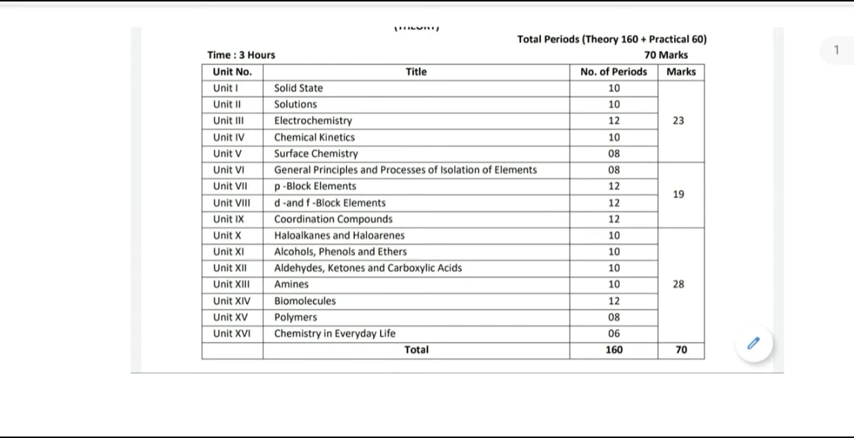 Total Periods (Theory 160 + Practical 60)
Time : 3 Hours 70 Marks
Unit No. Title No. of Periods Marks
Unit I Solid State 10
Unit II Solutions 10
Unit III Electrochemistry 12 23
Unit IV Chemical Kinetics 10
Unit V Surface Chemistry 08
Unit VI General Principles and Processes of Isolation of Elements 08
Unit VII p -Block Elements 12 19
Unit VIII d -and f -Block Elements 12
Unit IX Coordination Compounds 12
Unit X Haloalkanes and Haloarenes 10
Unit XI Alcohols, Phenols and Ethers 10
Unit XII Aldehydes, Ketones and Carboxylic Acids 10
Unit XIII Amines 10 28
Unit XIV Biomolecules 12
Unit XV Polymers 08
Unit XVI Chemistry in Everyday Life 06
Total 160 70
1